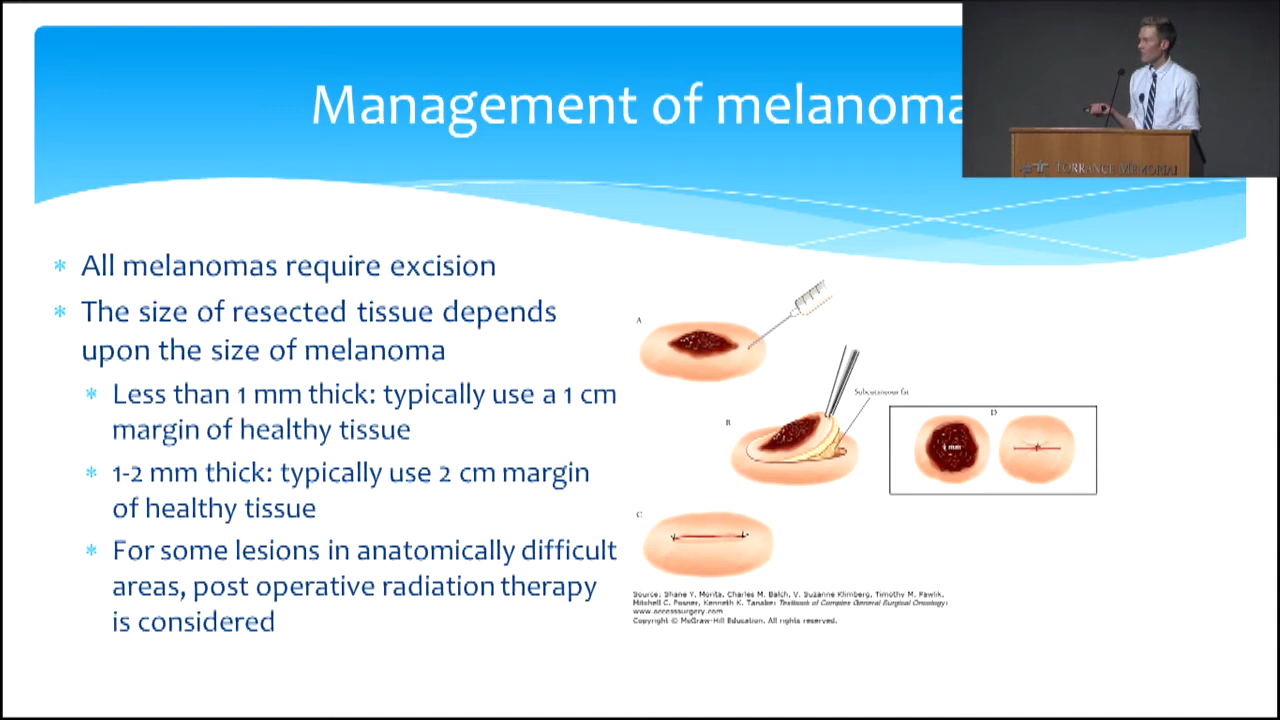 Management of melanoma
TORRANCE MEMORIAL
* All melanomas require excision
* The size of resected tissue depends
upon the size of melanoma
* Less than 1 mm thick: typically use a 1 cm
margin of healthy tissue
* 1-2 mm thick: typically use 2 cm margin
of healthy tissue
* For some lesions in anatomically difficult
areas, post operative radiation therapy
is considered
A
B
Subcutaneous fat
D
mm
C
Source: Shane Y. Morita, Charles M. Balch, V. Suzanne Klimberg, Timothy M. Pawlik,
Mitchell C. Posner, Kenneth K. Tanabe: Textbook of Complex General Surgical Oncology:
www.accesssurgery.com
Copyright © McGraw-Hill Education. All rights reserved.